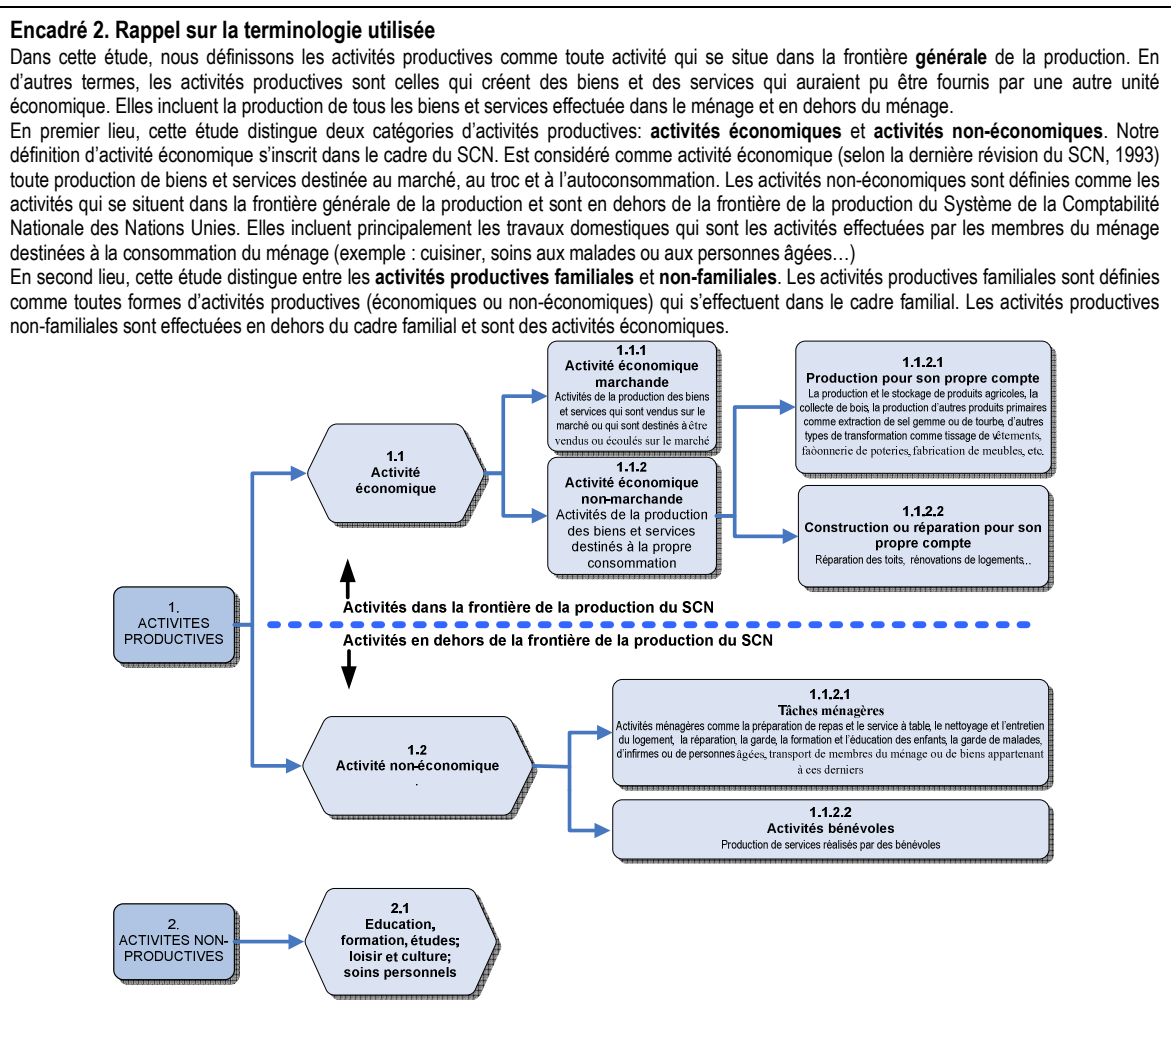 Encadré 2. Rappel sur la terminologie utilisée
Dans cette étude, nous définissons les activités productives comme toute activité qui se situe dans la frontière générale de la production. En
d’autres termes, les activités productives sont celles qui créent des biens et des services qui auraient pu être fournis par une autre unité
économique. Elles incluent la production de tous les biens et services effectuée dans le ménage et en dehors du ménage.
En premier lieu, cette étude distingue deux catégories d’activités productives: activités économiques et activités non-économiques. Notre
définition d’activité économique s’inscrit dans le cadre du SCN. Est considéré comme activité économique (selon la dernière révision du SCN, 1993)
toute production de biens et services destinée au marché, au troc et à l’autoconsommation. Les activités non-économiques sont définies comme les
activités qui se situent dans la frontière générale de la production et sont en dehors de la frontière de la production du Système de la Comptabilité
Nationale des Nations Unies. Elles incluent principalement les travaux domestiques qui sont les activités effectuées par les membres du ménage
destinées à la consommation du ménage (exemple : cuisiner, soins aux malades ou aux personnes âgées…)
En second lieu, cette étude distingue entre les activités productives familiales et non-familiales. Les activités productives familiales sont définies
comme toutes formes d’activités productives (économiques ou non-économiques) qui s’effectuent dans le cadre familial. Les activités productives
non-familiales sont effectuées en dehors du cadre familial et sont des activités économiques.
1.1.1
Activité économique
marchande
Activités de la production des biens
et services qui sont vendus sur le
marché ou qui sont destinés à être
vendus ou écoulés sur le marché
1.1.2.1
Production pour son propre compte
La production et le stockage de produits agricoles, la
collecte de bois, la production d’autres produits primaires
comme extraction de sel gemme ou de tourbe, d’autres
types de transformation comme tissage de vêtements,
faòonnerie de poteries, fabrication de meubles, etc.
1.1
Activité
économique
1.1.2
Activité économique
non-marchande
Activités de la production
des biens et services
destinés à la propre
consommation
1.1.2.2
Construction ou réparation pour son
propre compte
Réparation des toits, rénovations de logements...
1.
ACTIVITES
PRODUCTIVES
Activités dans la frontière de la production du SCN
Activités en dehors de la frontière de la production du SCN
1.2
Activité non-économique
.
1.1.2.1
Tâches ménagères
Activités ménagères comme la préparation de repas et le service à table, le nettoyage et l’entretien
du logement, la réparation, la garde, la formation et l’éducation des enfants, la garde de malades,
d’infirmes ou de personnes âgées, transport de membres du ménage ou de biens appartenant
à ces derniers
1.1.2.2
Activités bénévoles
Production de services réalisés par des bénévoles
2.
ACTIVITES NON-
PRODUCTIVES
2.1
Education,
formation, études;
loisir et culture;
soins personnels